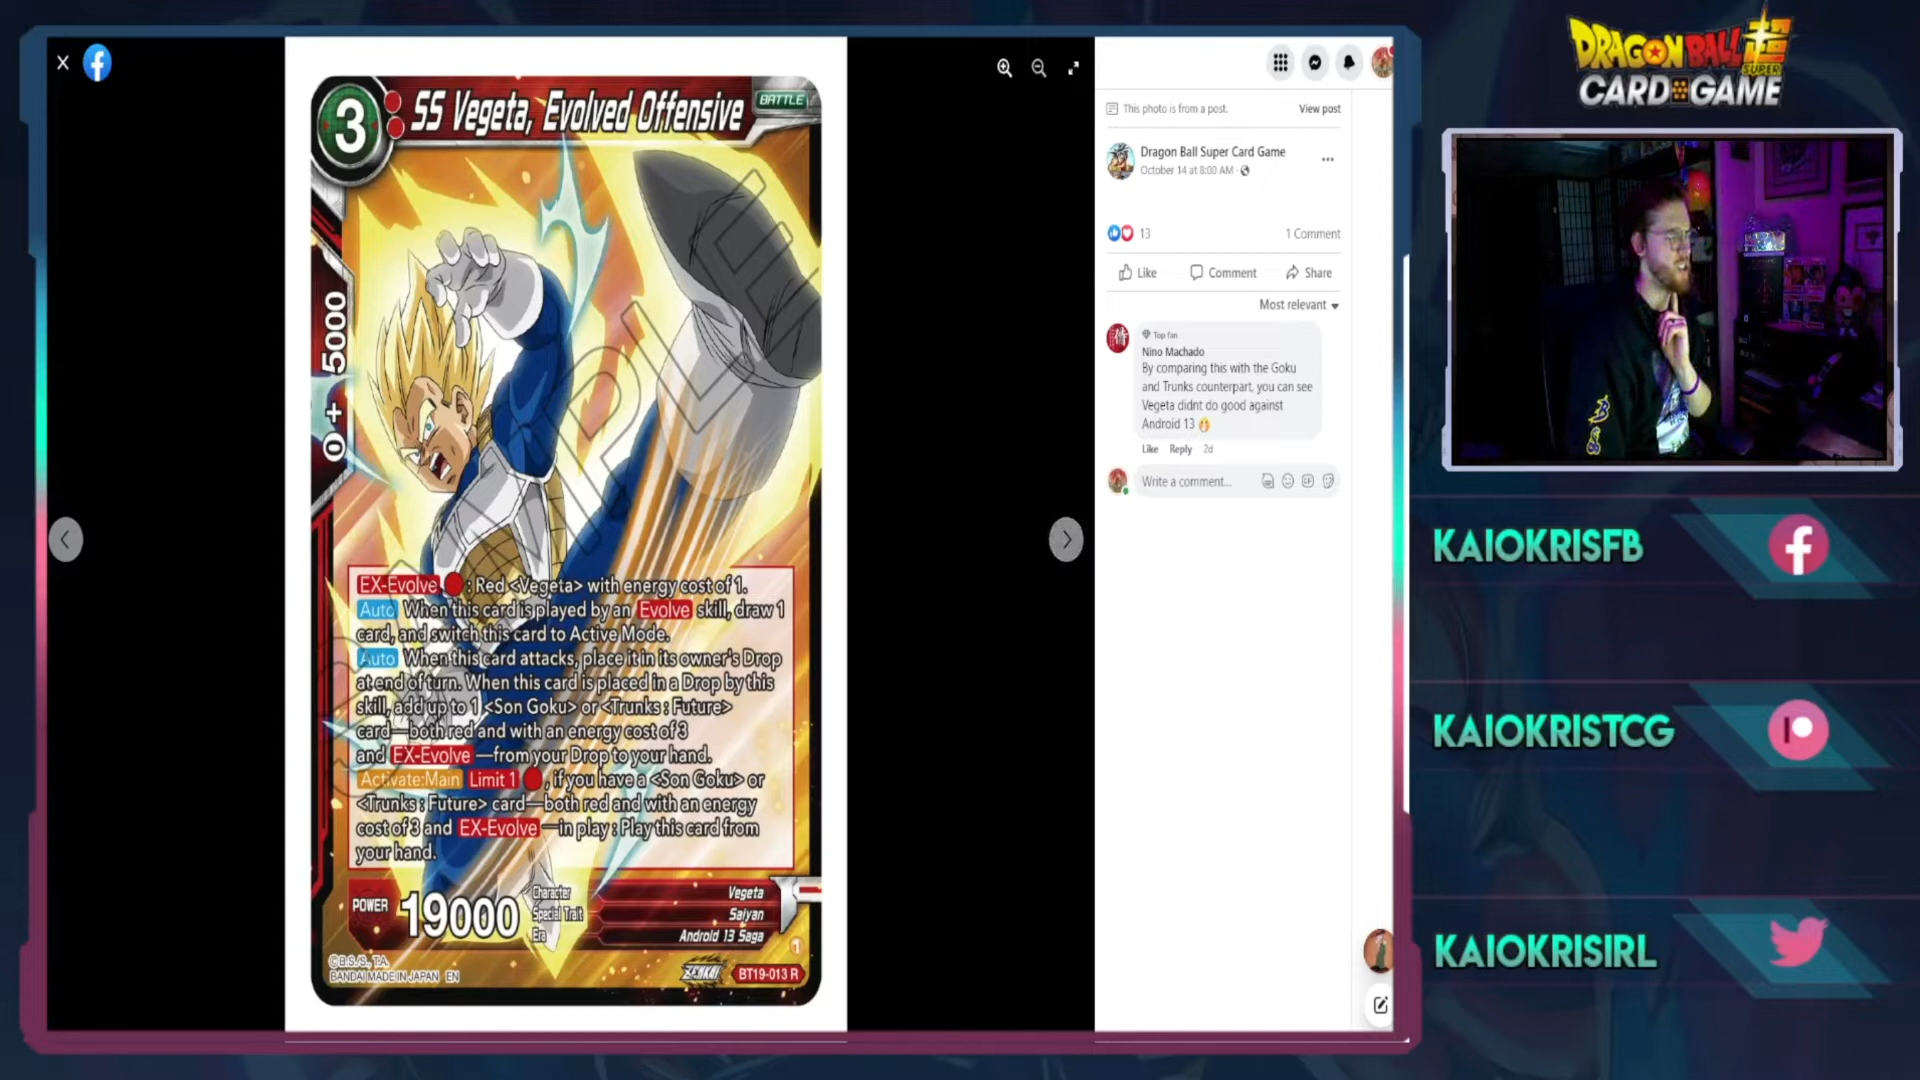 3
SS Vegeta, Evolved Offensive
BATTLE
0 + 5000
SAMPLE
EX-Evolve : Red <Vegeta> with energy cost of 1.
Auto When this card is played by an Evolve skill, draw 1
card, and switch this card to Active Mode.
Auto When this card attacks, place it in its owner's Drop
at end of turn. When this card is placed in a Drop by this
skill, add up to 1 <Son Goku> or <Trunks : Future>
card—both red and with an energy cost of 3
and EX-Evolve —from your Drop to your hand.
Activate:Main Limit 1 , if you have a <Son Goku> or
<Trunks : Future> card—both red and with an energy
cost of 3 and EX-Evolve —in play : Play this card from
your hand.
POWER 19000
Character Vegeta
Special Trait Saiyan
Era Android 13 Saga
1
©B.S./S., T.A.
BANDAI MADE IN JAPAN EN
ZENKAI
BT19-013 R
This photo is from a post.
View post
Dragon Ball Super Card Game
October 14 at 8:00 AM ·
13
1 Comment
Like
Comment
Share
Most relevant
Top fan
Nino Machado
By comparing this with the Goku
and Trunks counterpart, you can see
Vegeta didnt do good against
Android 13
Like Reply 2d
Write a comment...
DRAGON BALL
SUPER
CARD GAME
KAIOKRISFB
KAIOKRISTCG
KAIOKRISIRL